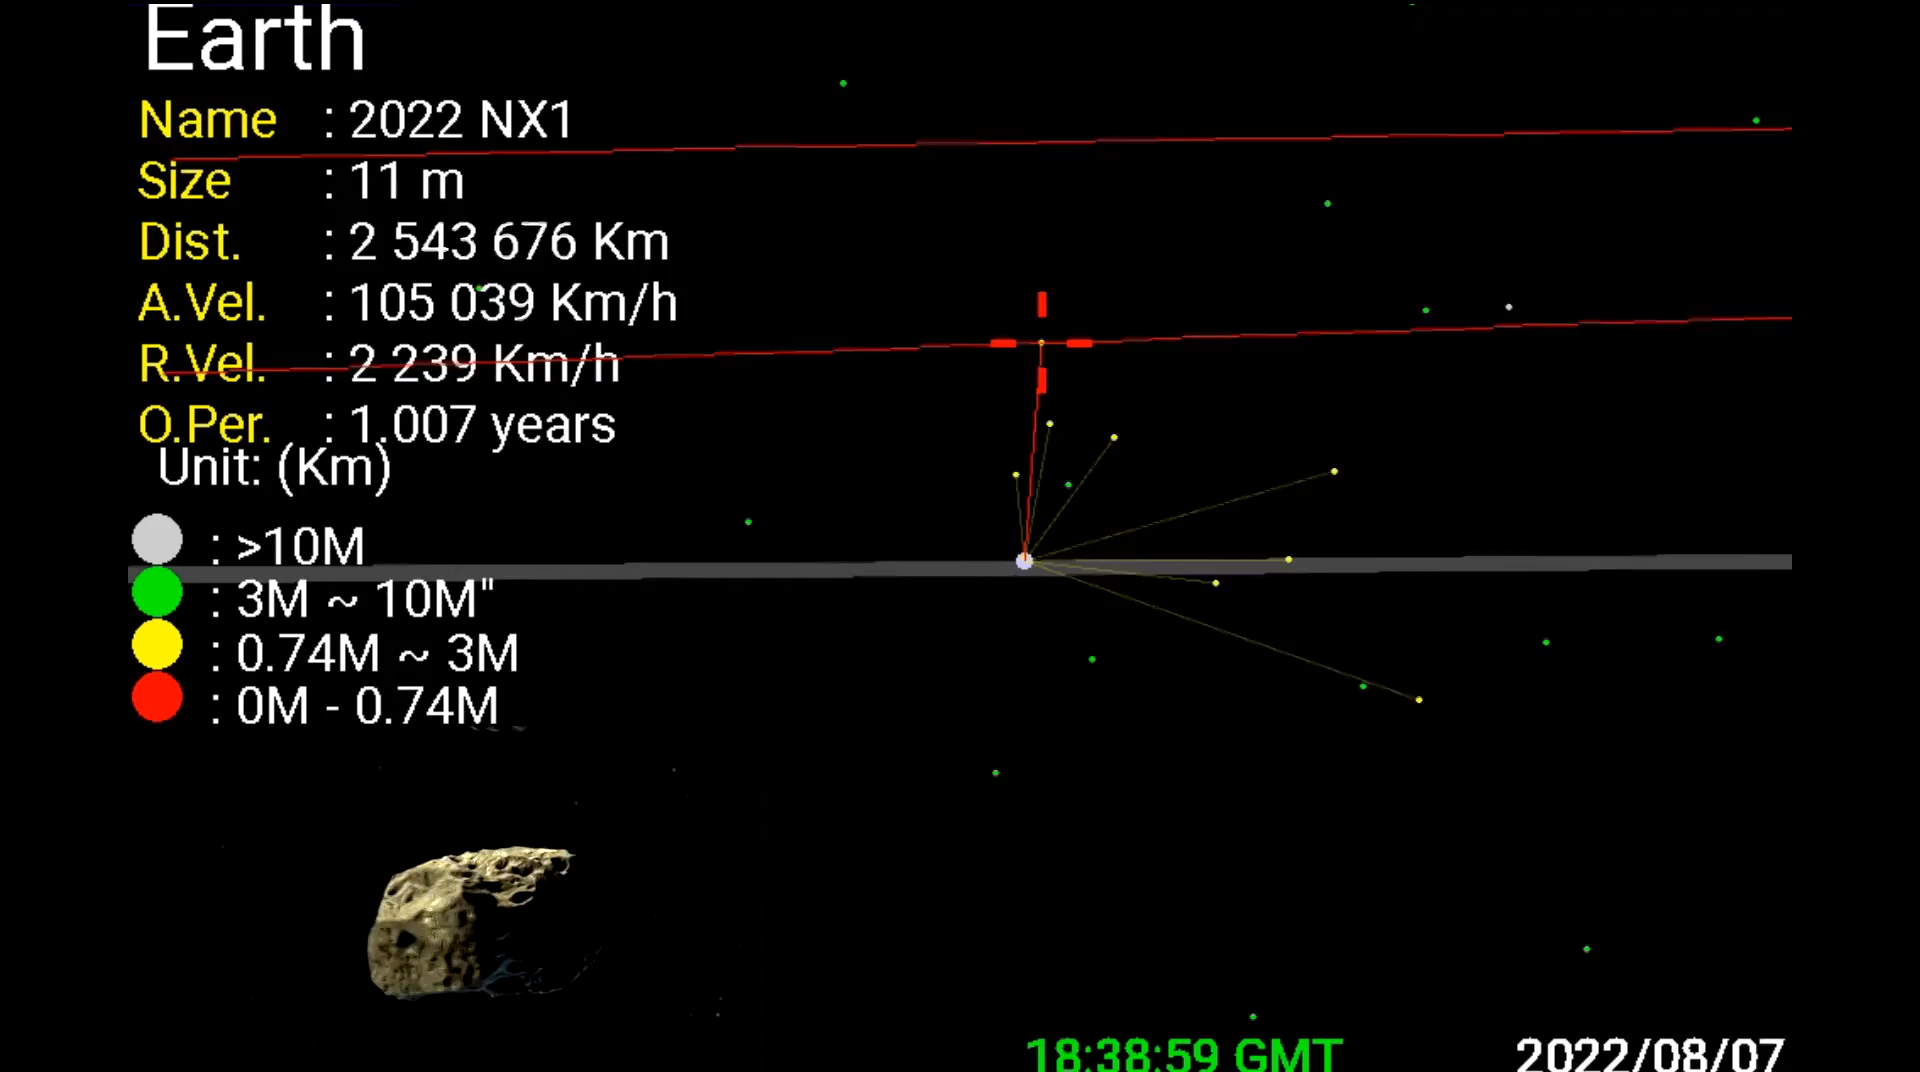 Earth
Name : 2022 NX1
Size : 11 m
Dist. : 2 543 676 Km
A.Vel. : 105 039 Km/h
R.Vel. : 2 239 Km/h
O.Per. : 1.007 years
Unit: (Km)
: >10M
: 3M ~ 10M"
: 0.74M ~ 3M
: 0M - 0.74M
18:38:59 GMT 2022/08/07